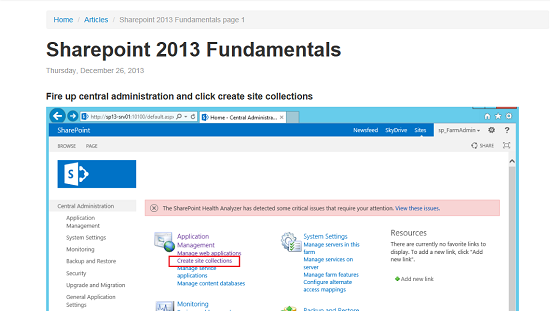 Home / Articles / Sharepoint 2013 Fundamentals page 1
Sharepoint 2013 Fundamentals
Thursday, December 26, 2013
Fire up central administration and click create site collections
http://sp13-srv01:10100/default.aspx
Home - Central Administra...
SharePoint
Newsfeed SkyDrive Sites sp_FarmAdmin ?
BROWSE PAGE
SHARE
S
Central Administration
Application
Management
System Settings
Monitoring
Backup and Restore
Security
Upgrade and Migration
General Application
Settings
The SharePoint Health Analyzer has detected some critical issues that require your attention. View these issues.
Application
Management
Manage web applications
Create site collections
Manage service
applications
Manage content databases
Monitoring
System Settings
Manage servers in this
farm
Manage services on
server
Manage farm features
Configure alternate
access mappings
Backup and Restore
Resources
There are currently no favorite links to
display. To add a new link, click "Add
new link".
Add new link